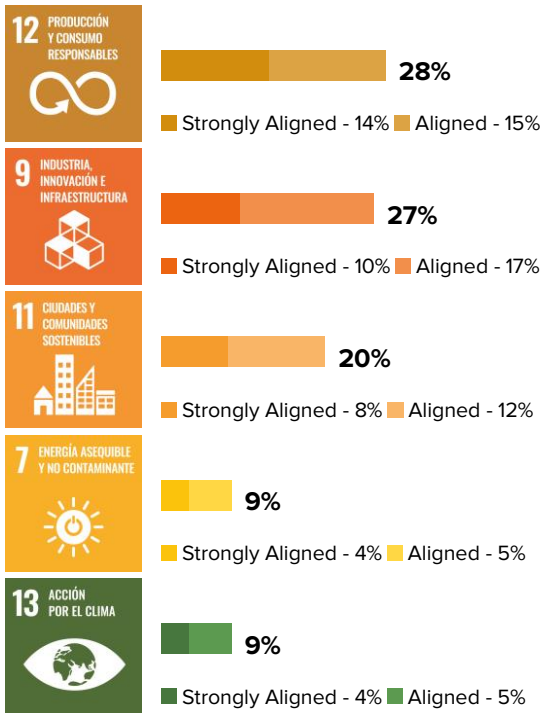 12 PRODUCCIÓN
Y CONSUMO
RESPONSABLES
28%
Strongly Aligned - 14% Aligned - 15%
9 INDUSTRIA,
INNOVACIÓN E
INFRAESTRUCTURA
27%
Strongly Aligned - 10% Aligned - 17%
11 CIUDADES Y
COMUNIDADES
SOSTENIBLES
20%
Strongly Aligned - 8% Aligned - 12%
7 ENERGÍA ASEQUIBLE
Y NO CONTAMINANTE
9%
Strongly Aligned - 4% Aligned - 5%
13 ACCIÓN
POR EL CLIMA
9%
Strongly Aligned - 4% Aligned - 5%